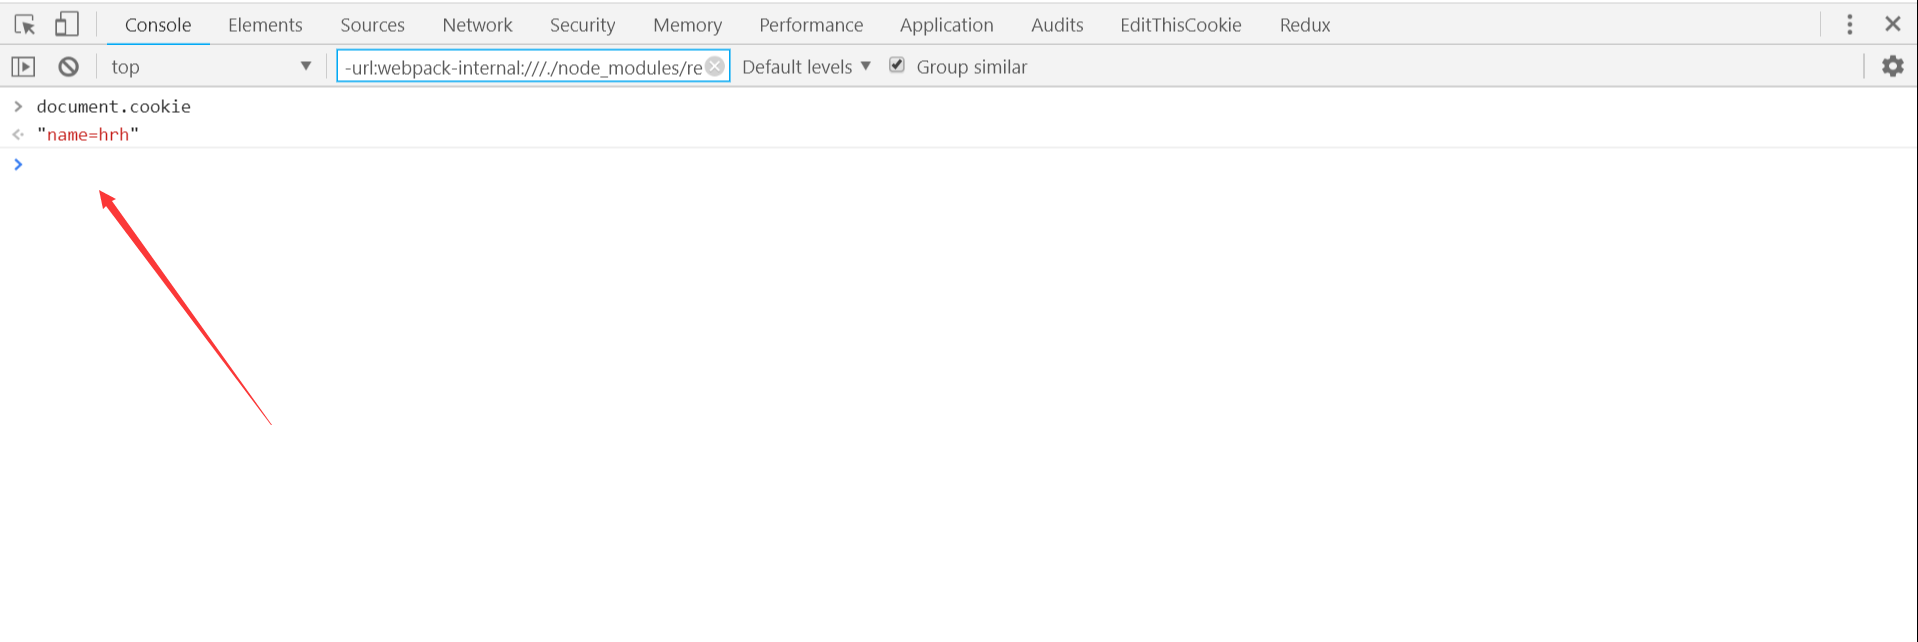 Console Elements Sources Network Security Memory Performance Application Audits EditThisCookie Redux
top -url:webpack-internal:///./node_modules/re Default levels Group similar
document.cookie
"name=hrh"